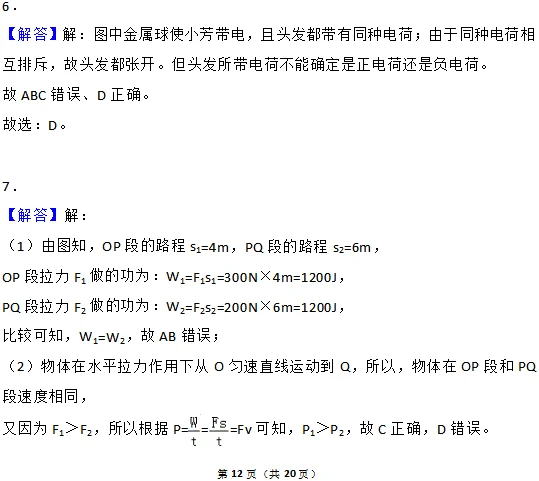 6．
【解答】解：图中金属球使小芳带电，且头发都带有同种电荷；由于同种电荷相
互排斥，故头发都张开。但头发所带电荷不能确定是正电荷还是负电荷。
故 ABC 错误、D 正确。
故选：D。
7．
【解答】解：
（1）由图知，OP 段的路程 s₁=4m，PQ 段的路程 s₂=6m，
OP 段拉力 F₁ 做的功为：W₁=F₁s₁=300N×4m=1200J，
PQ 段拉力 F₂ 做的功为：W₂=F₂s₂=200N×6m=1200J，
比较可知，W₁=W₂，故 AB 错误；
（2）物体在水平拉力作用下从 O 匀速直线运动到 Q，所以，物体在 OP 段和 PQ
段速度相同，
又因为 F₁＞F₂，所以根据 P=W/t=Fs/t=Fv 可知，P₁＞P₂，故 C 正确，D 错误。
第 12 页（共 20 页）